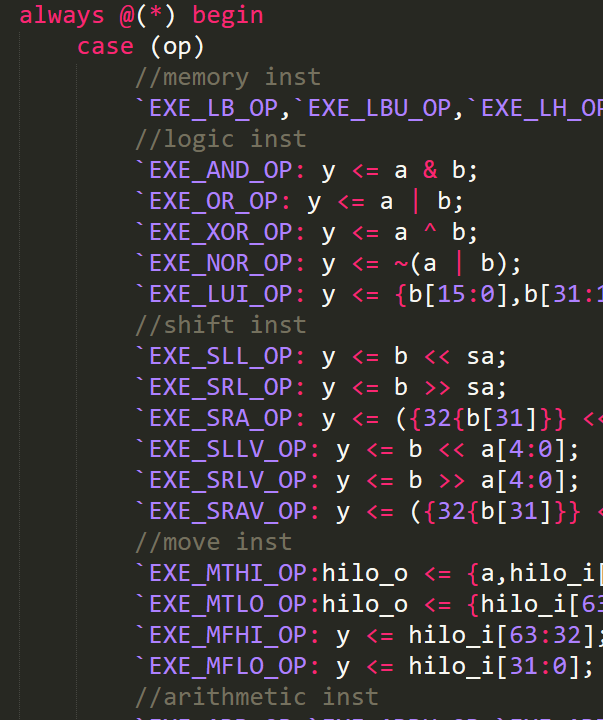 always @(*) begin
case (op)
//memory inst
`EXE_LB_OP,`EXE_LBU_OP,`EXE_LH_OP
//logic inst
`EXE_AND_OP: y <= a & b;
`EXE_OR_OP: y <= a | b;
`EXE_XOR_OP: y <= a ^ b;
`EXE_NOR_OP: y <= ~(a | b);
`EXE_LUI_OP: y <= {b[15:0],b[31:1
//shift inst
`EXE_SLL_OP: y <= b << sa;
`EXE_SRL_OP: y <= b >> sa;
`EXE_SRA_OP: y <= ({32{b[31]}} <<
`EXE_SLLV_OP: y <= b << a[4:0];
`EXE_SRLV_OP: y <= b >> a[4:0];
`EXE_SRAV_OP: y <= ({32{b[31]}} <
//move inst
`EXE_MTHI_OP:hilo_o <= {a,hilo_i[
`EXE_MTLO_OP:hilo_o <= {hilo_i[63
`EXE_MFHI_OP: y <= hilo_i[63:32];
`EXE_MFLO_OP: y <= hilo_i[31:0];
//arithmetic inst